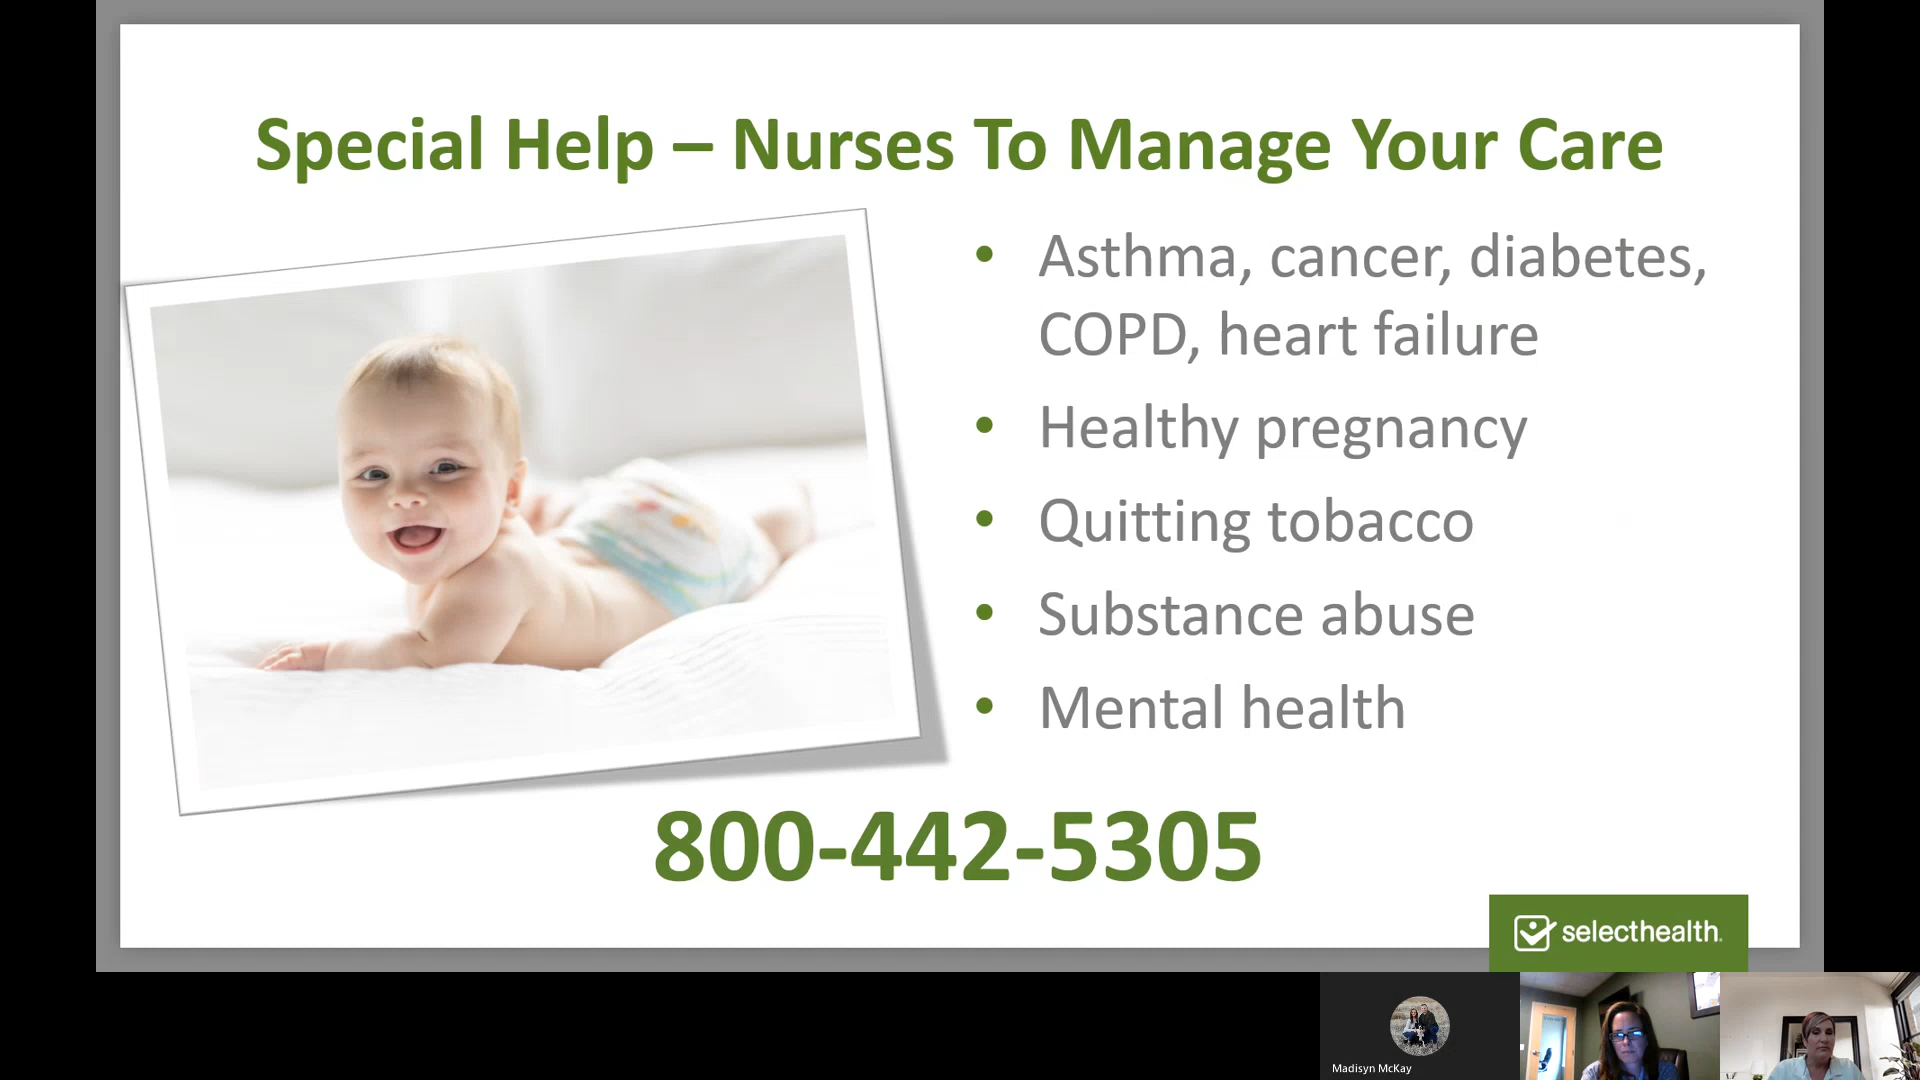 Special Help – Nurses To Manage Your Care
• Asthma, cancer, diabetes,
COPD, heart failure
• Healthy pregnancy
• Quitting tobacco
• Substance abuse
• Mental health
800-442-5305
selecthealth.
Madisyn McKay